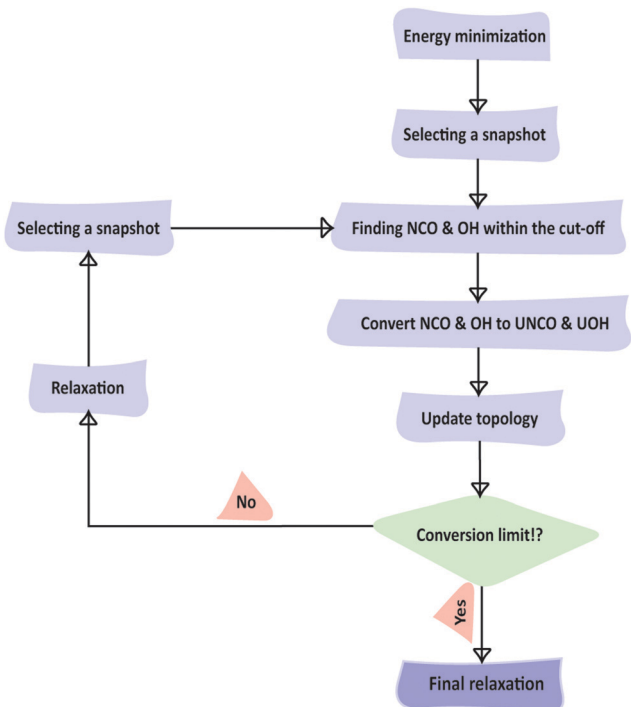 Energy minimization
Selecting a snapshot
Selecting a snapshot
Finding NCO & OH within the cut-off
Convert NCO & OH to UNCO & UOH
Relaxation
Update topology
No
Conversion limit!?
Yes
Final relaxation